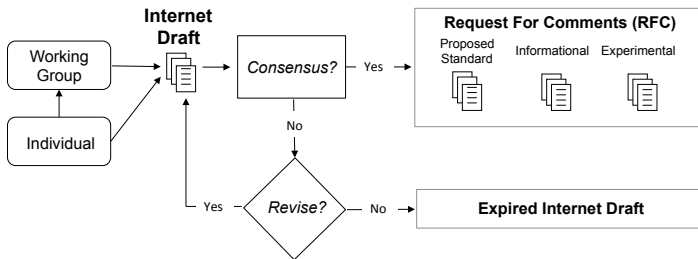 Internet
Draft
Working
Group
Individual
Consensus?
Yes
No
Revise?
Yes
No
Request For Comments (RFC)
Proposed
Standard
Informational
Experimental
Expired Internet Draft